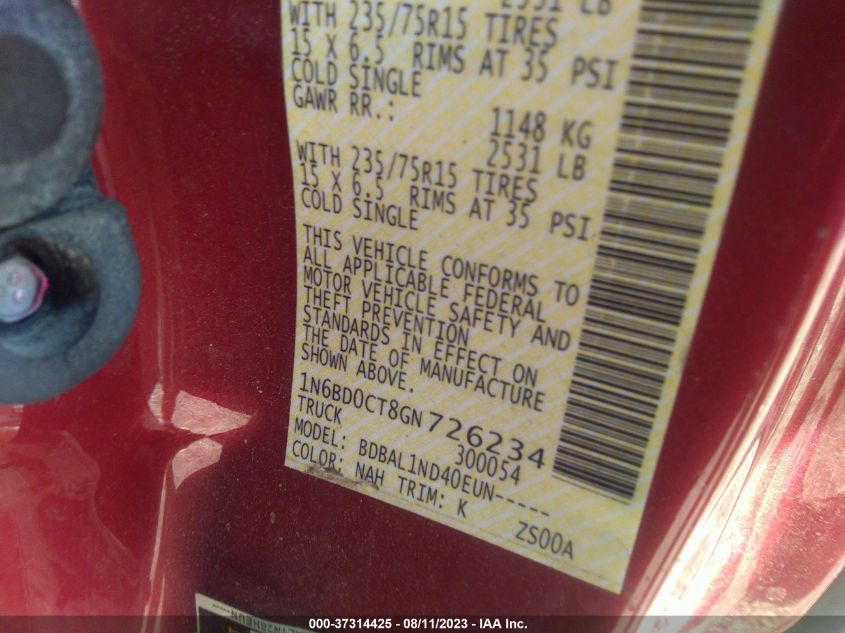 2531 LB
WITH 235/75R15 TIRES
15 X 6.5 RIMS AT 35 PSI
COLD SINGLE
GAWR RR.:
1148 KG
2531 LB
WITH 235/75R15 TIRES
15 X 6.5 RIMS AT 35 PSI
COLD SINGLE
THIS VEHICLE CONFORMS TO
ALL APPLICABLE FEDERAL
MOTOR VEHICLE SAFETY AND
THEFT PREVENTION
STANDARDS IN EFFECT ON
THE DATE OF MANUFACTURE
SHOWN ABOVE.
1N6BD0CT8GN726234
TRUCK 300054
MODEL: BDBAL1ND40EUN-----
COLOR: NAH TRIM: K
ZS00A
000-37314425 - 08/11/2023 - IAA Inc.